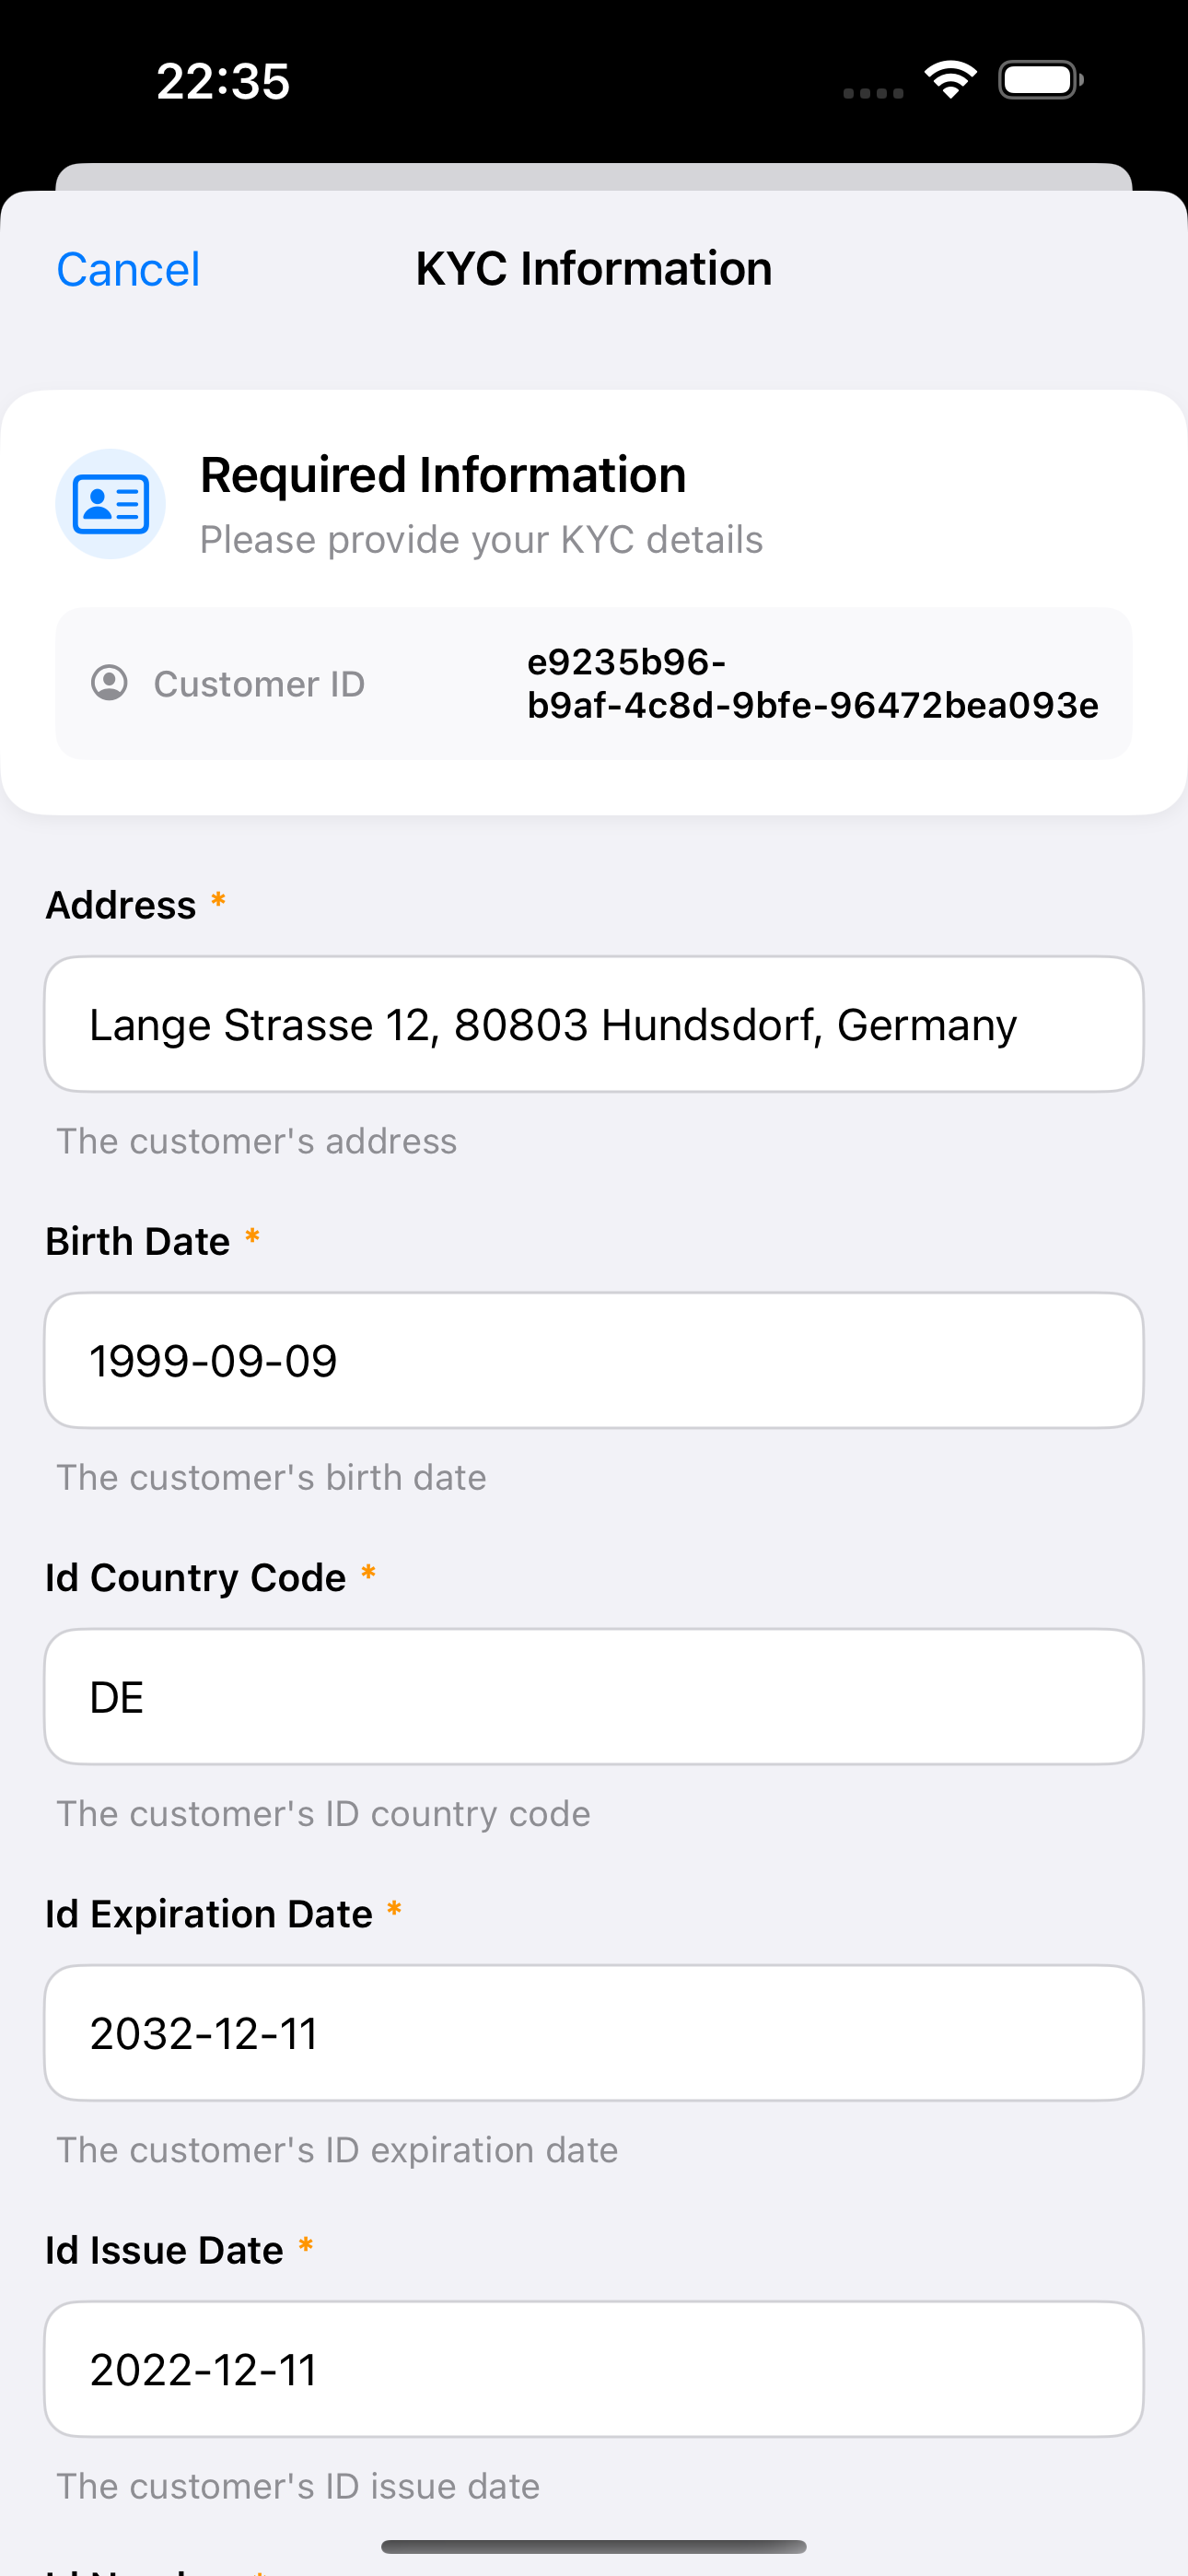 22:35
Cancel
KYC Information
Required Information
Please provide your KYC details
Customer ID
e9235b96-
b9af-4c8d-9bfe-96472bea093e
Address *
Lange Strasse 12, 80803 Hundsdorf, Germany
The customer's address
Birth Date *
1999-09-09
The customer's birth date
Id Country Code *
DE
The customer's ID country code
Id Expiration Date *
2032-12-11
The customer's ID expiration date
Id Issue Date *
2022-12-11
The customer's ID issue date